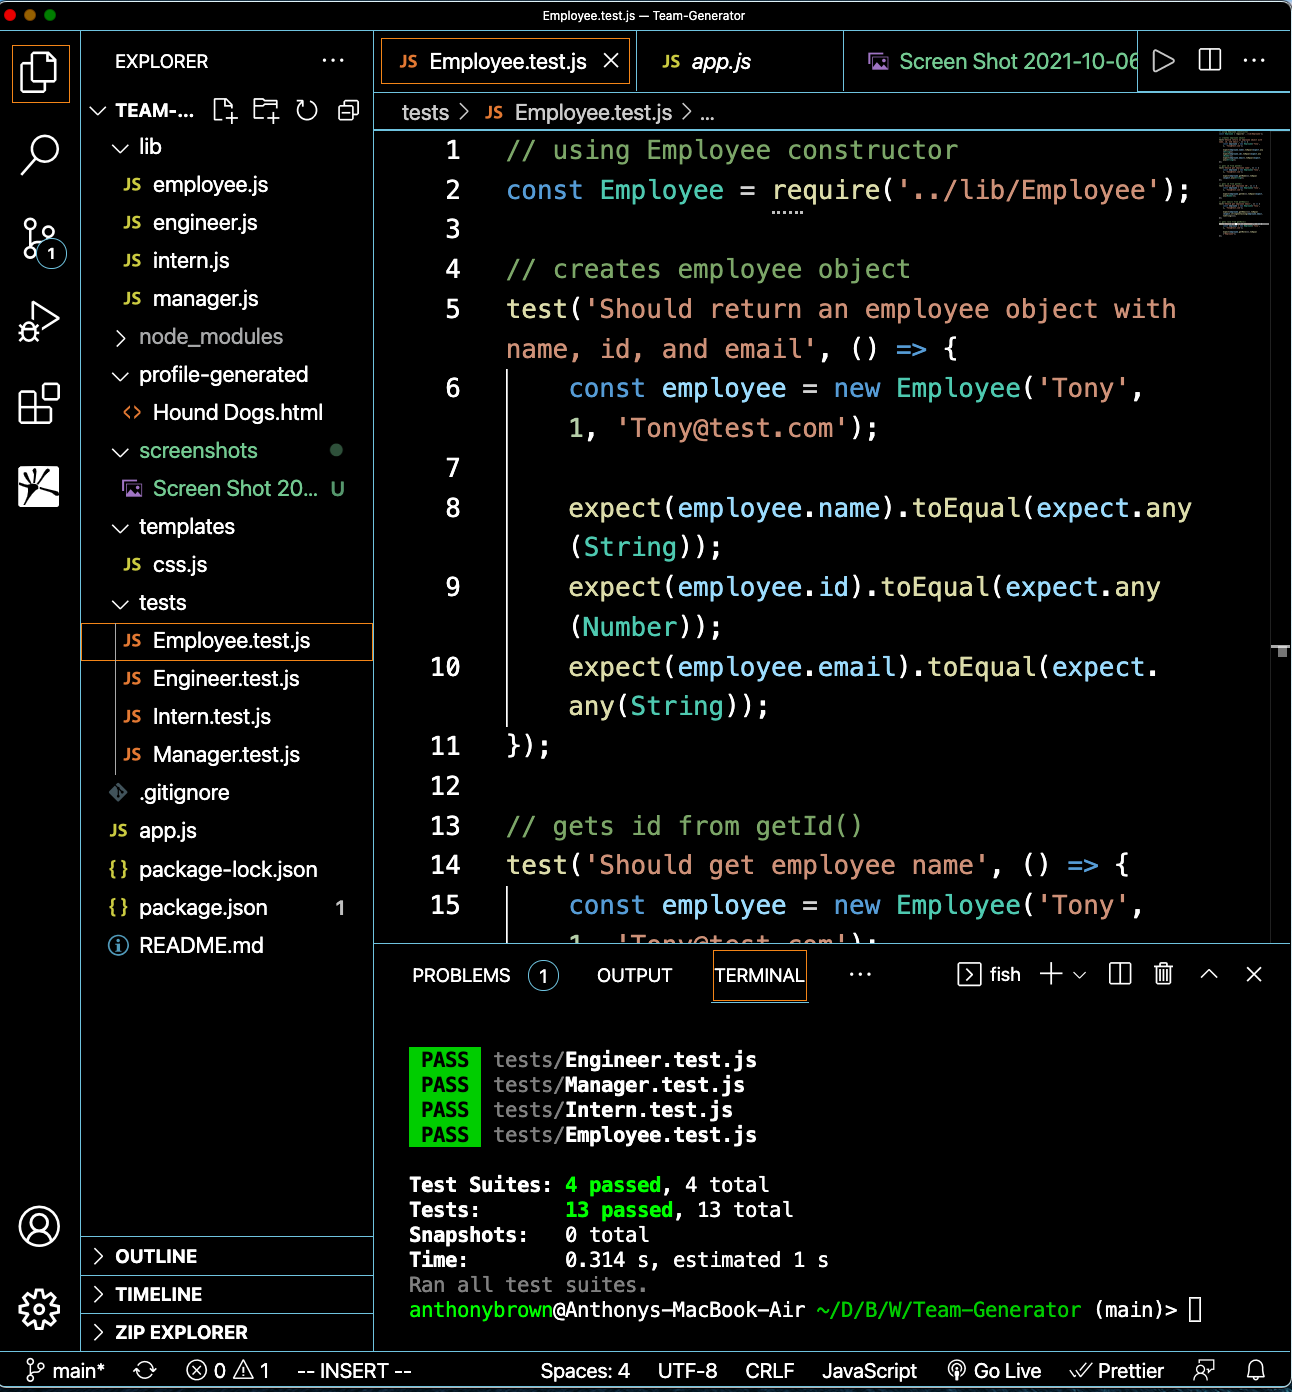 Employee.test.js — Team-Generator
EXPLORER
TEAM-...
lib
JS employee.js
JS engineer.js
JS intern.js
JS manager.js
node_modules
profile-generated
<> Hound Dogs.html
screenshots
Screen Shot 20... U
templates
JS css.js
tests
JS Employee.test.js
JS Engineer.test.js
JS Intern.test.js
JS Manager.test.js
.gitignore
JS app.js
{} package-lock.json
{} package.json 1
README.md
OUTLINE
TIMELINE
ZIP EXPLORER
1
JS Employee.test.js JS app.js Screen Shot 2021-10-06
tests > JS Employee.test.js > ...
1 // using Employee constructor
2 const Employee = require('../lib/Employee');
3
4 // creates employee object
5 test('Should return an employee object with
name, id, and email', () => {
6 const employee = new Employee('Tony',
1, 'Tony@test.com');
7
8 expect(employee.name).toEqual(expect.any
(String));
9 expect(employee.id).toEqual(expect.any
(Number));
10 expect(employee.email).toEqual(expect.
any(String));
11 });
12
13 // gets id from getId()
14 test('Should get employee name', () => {
15 const employee = new Employee('Tony',
1, 'Tony@test.com');
PROBLEMS 1 OUTPUT TERMINAL ... fish
PASS tests/Engineer.test.js
PASS tests/Manager.test.js
PASS tests/Intern.test.js
PASS tests/Employee.test.js
Test Suites: 4 passed, 4 total
Tests: 13 passed, 13 total
Snapshots: 0 total
Time: 0.314 s, estimated 1 s
Ran all test suites.
anthonybrown@Anthonys-MacBook-Air ~/D/B/W/Team-Generator (main)>
main* 0 1 -- INSERT -- Spaces: 4 UTF-8 CRLF JavaScript Go Live Prettier